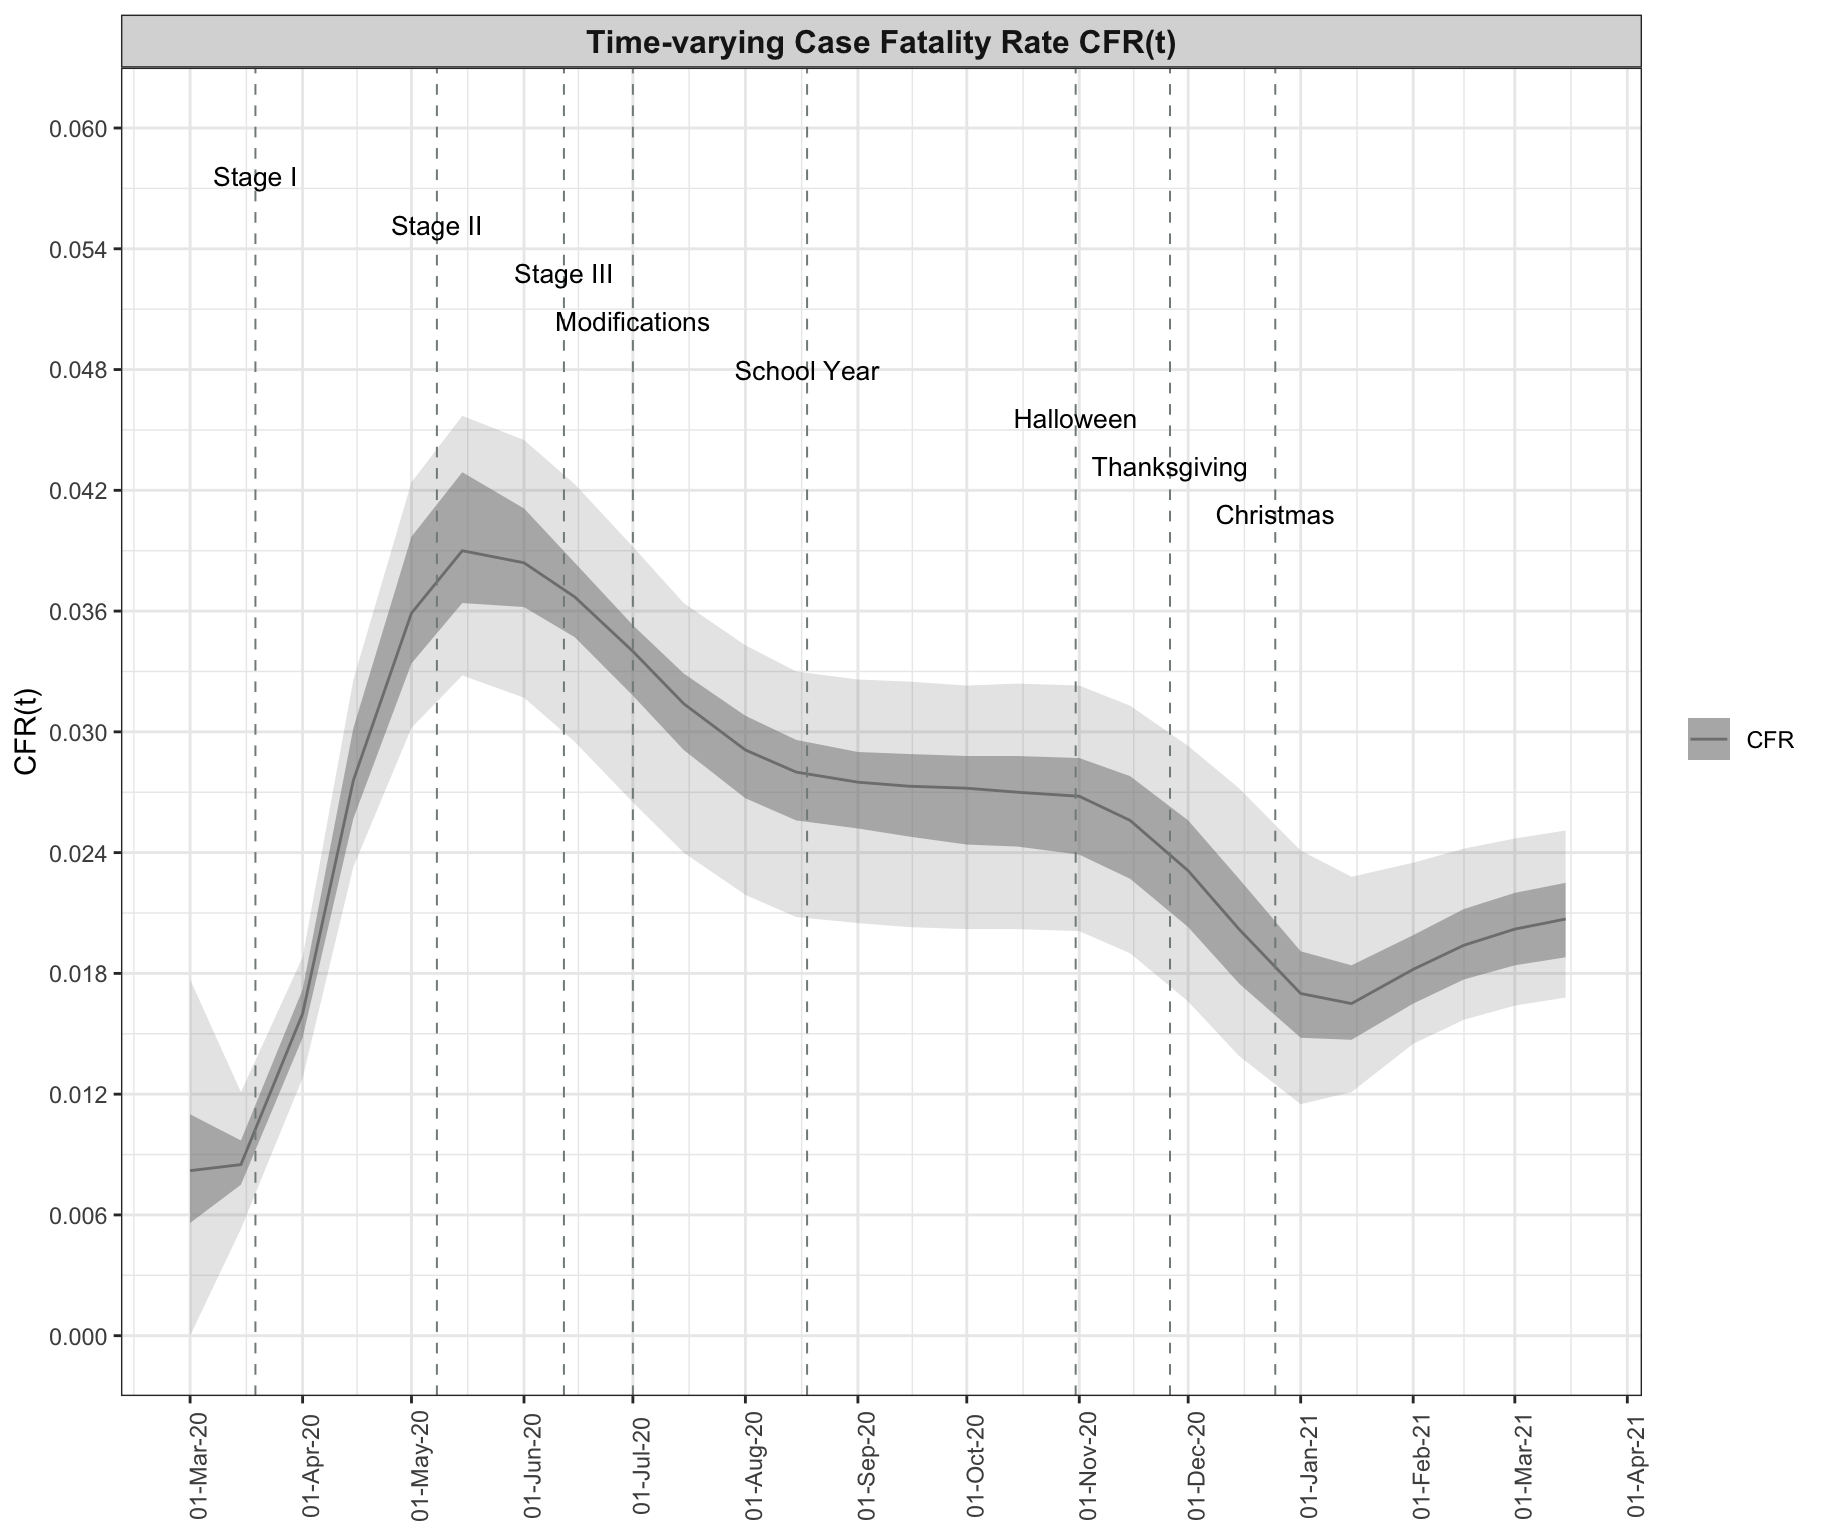 Time-varying Case Fatality Rate CFR(t)
0.060
Stage I
Stage II
0.054
Stage III
Modifications
0.048
School Year
Halloween
Thanksgiving
0.042
Christmas
0.036
CFR(t)
0.030
CFR
0.024
0.018
0.012
0.006
0.000
01-Mar-20
01-Apr-20
01-May-20
01-Jun-20
01-Jul-20
01-Aug-20
01-Sep-20
01-Oct-20
01-Nov-20
01-Dec-20
01-Jan-21
01-Feb-21
01-Mar-21
01-Apr-21